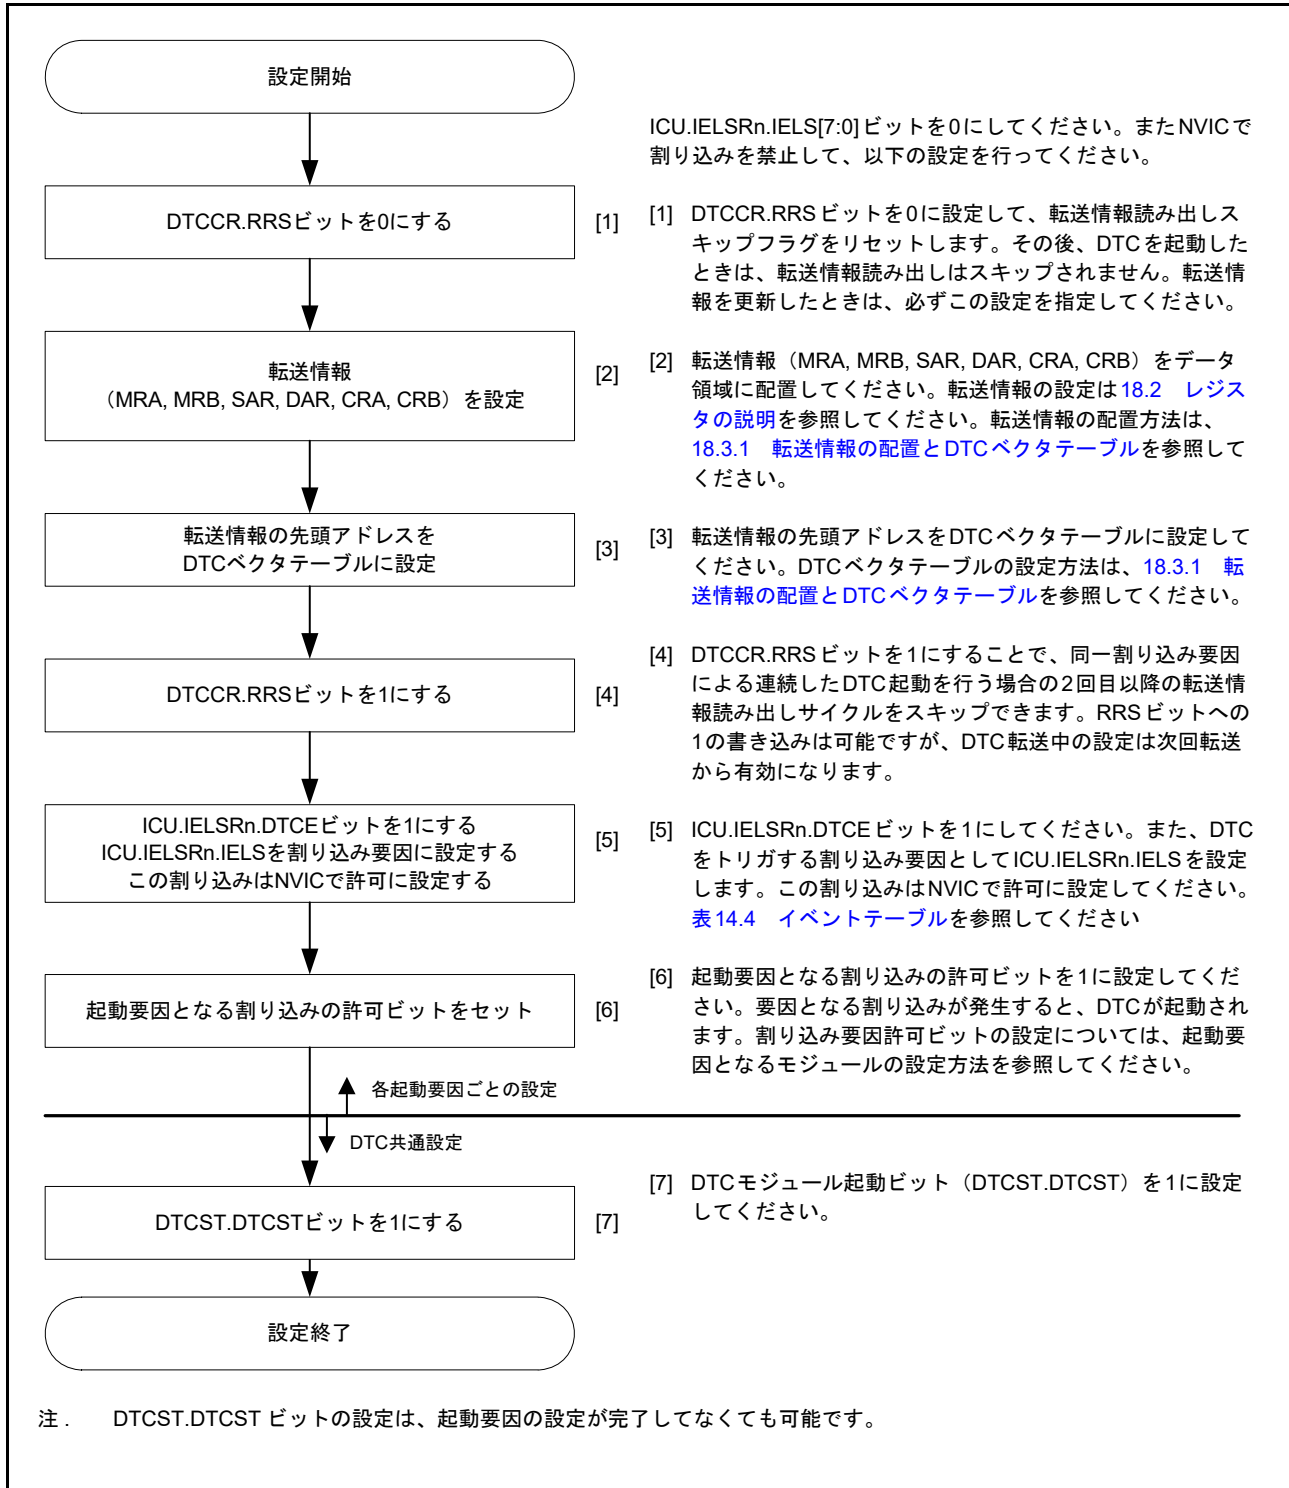 設定開始
ICU.IELSRn.IELS[7:0]ビットを0にしてください。またNVICで
割り込みを禁止して、以下の設定を行ってください。
DTCCR.RRSビットを0にする
[1]
[1] DTCCR.RRSビットを0に設定して、転送情報読み出しス
キップフラグをリセットします。その後、DTCを起動した
ときは、転送情報読み出しはスキップされません。転送情
報を更新したときは、必ずこの設定を指定してください。
転送情報
（MRA, MRB, SAR, DAR, CRA, CRB）を設定
[2]
[2] 転送情報（MRA, MRB, SAR, DAR, CRA, CRB）をデータ
領域に配置してください。転送情報の設定は18.2 レジス
タの説明を参照してください。転送情報の配置方法は、
18.3.1 転送情報の配置とDTCベクタテーブルを参照して
ください。
転送情報の先頭アドレスを
DTCベクタテーブルに設定
[3]
[3] 転送情報の先頭アドレスをDTCベクタテーブルに設定して
ください。DTCベクタテーブルの設定方法は、18.3.1 転
送情報の配置とDTCベクタテーブルを参照してください。
DTCCR.RRSビットを1にする
[4]
[4] DTCCR.RRSビットを1にすることで、同一割り込み要因
による連続したDTC起動を行う場合の2回目以降の転送情
報読み出しサイクルをスキップできます。RRSビットへの
1の書き込みは可能ですが、DTC転送中の設定は次回転送
から有効になります。
ICU.IELSRn.DTCEビットを1にする
ICU.IELSRn.IELSを割り込み要因に設定する
この割り込みはNVICで許可に設定する
[5]
[5] ICU.IELSRn.DTCEビットを1にしてください。また、DTC
をトリガする割り込み要因としてICU.IELSRn.IELSを設定
します。この割り込みはNVICで許可に設定してください。
表14.4 イベントテーブルを参照してください
起動要因となる割り込みの許可ビットをセット
[6]
[6] 起動要因となる割り込みの許可ビットを1に設定してくだ
さい。要因となる割り込みが発生すると、DTCが起動され
ます。割り込み要因許可ビットの設定については、起動要
因となるモジュールの設定方法を参照してください。
各起動要因ごとの設定
DTC共通設定
DTCST.DTCSTビットを1にする
[7]
[7] DTCモジュール起動ビット（DTCST.DTCST）を1に設定
してください。
設定終了
注 . DTCST.DTCST ビットの設定は、起動要因の設定が完了してなくても可能です。